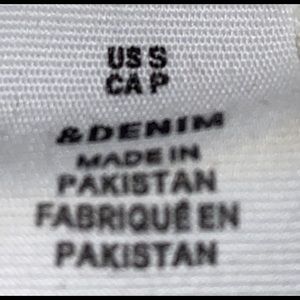 US S
CA P
&DENIM
MADE IN
PAKISTAN
FABRIQUÉ EN
PAKISTAN